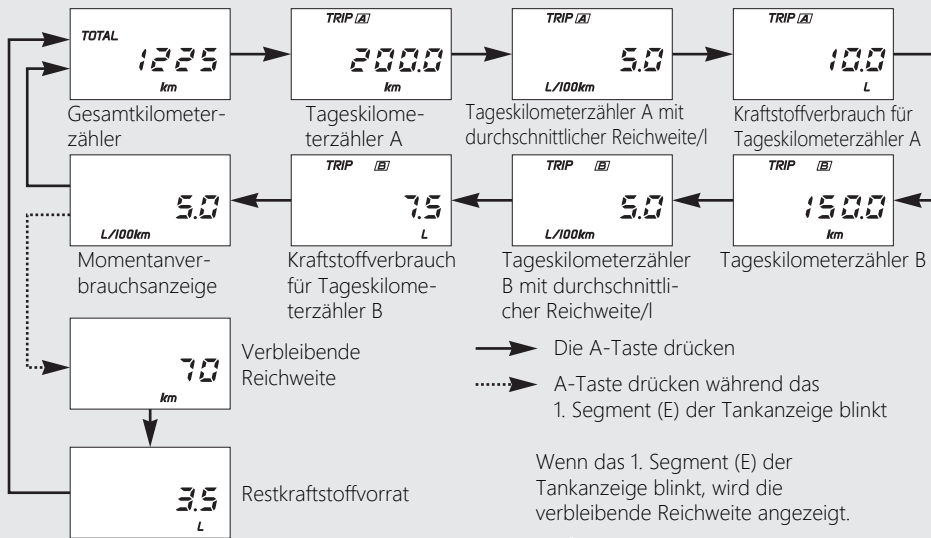 TOTAL
1225
km
Gesamtkilometer-
zähler
TRIP A
200.0
km
Tageskilome-
terzähler A
TRIP A
5.0
L/100km
Tageskilometerzähler A mit
durchschnittlicher Reichweite/l
TRIP A
10.0
L
Kraftstoffverbrauch für
Tageskilometerzähler A
5.0
L/100km
Momentanver-
brauchsanzeige
TRIP B
7.5
L
Kraftstoffverbrauch
für Tageskilome-
terzähler B
TRIP B
5.0
L/100km
Tageskilometerzähler
B mit durchschnittli-
cher Reichweite/l
TRIP B
150.0
km
Tageskilometerzähler B
70
km
Verbleibende
Reichweite
3.5
L
Restkraftstoffvorrat
Die A-Taste drücken
A-Taste drücken während das
1. Segment (E) der Tankanzeige blinkt
Wenn das 1. Segment (E) der
Tankanzeige blinkt, wird die
verbleibende Reichweite angezeigt.